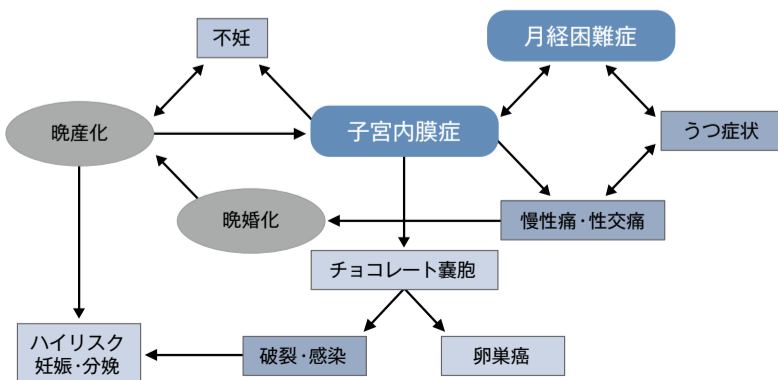 不妊
月経困難症
晩産化
子宮内膜症
うつ症状
晩婚化
慢性痛・性交痛
チョコレート嚢胞
ハイリスク
妊娠・分娩
破裂・感染
卵巣癌